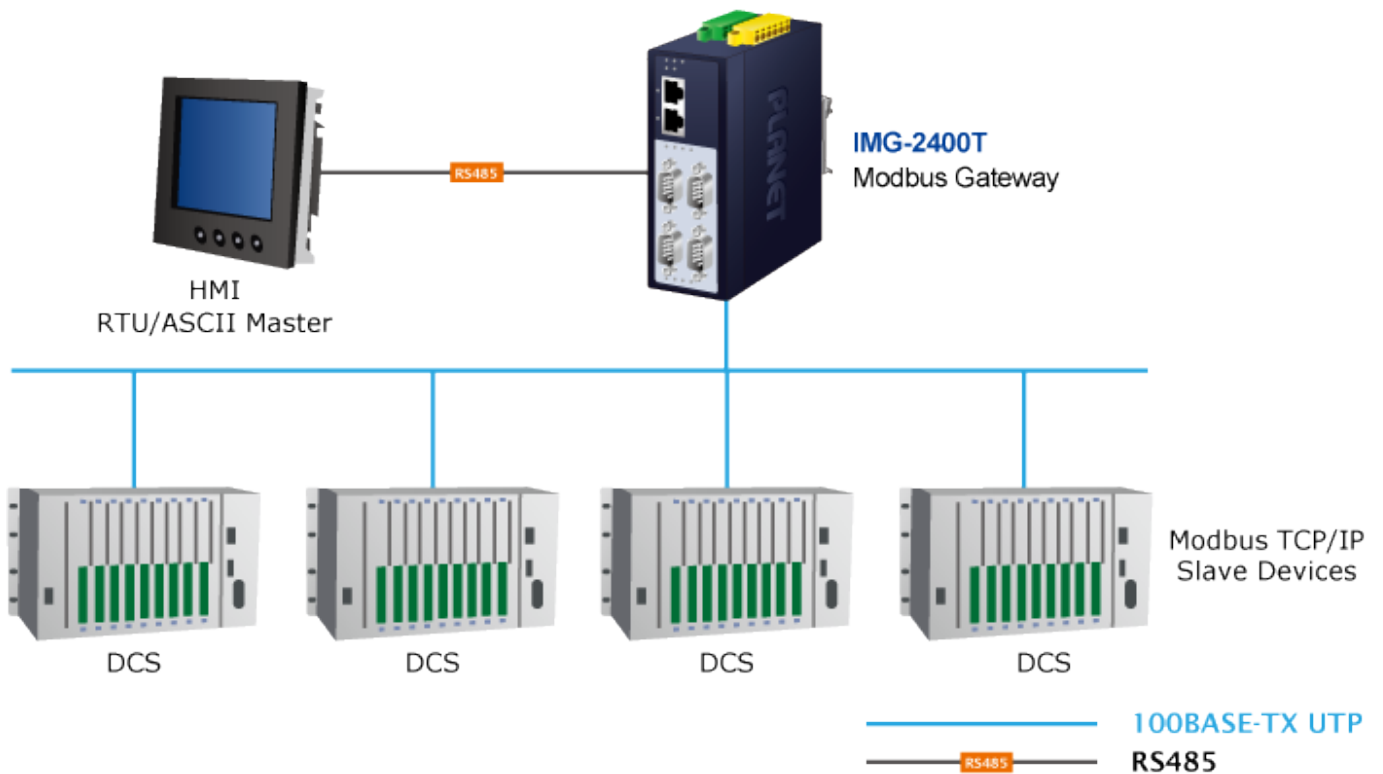 PLANET
IMG-2400T
Modbus Gateway
RS485
HMI
RTU/ASCII Master
Modbus TCP/IP
Slave Devices
DCS
DCS
DCS
DCS
100BASE-TX UTP
RS485
RS485